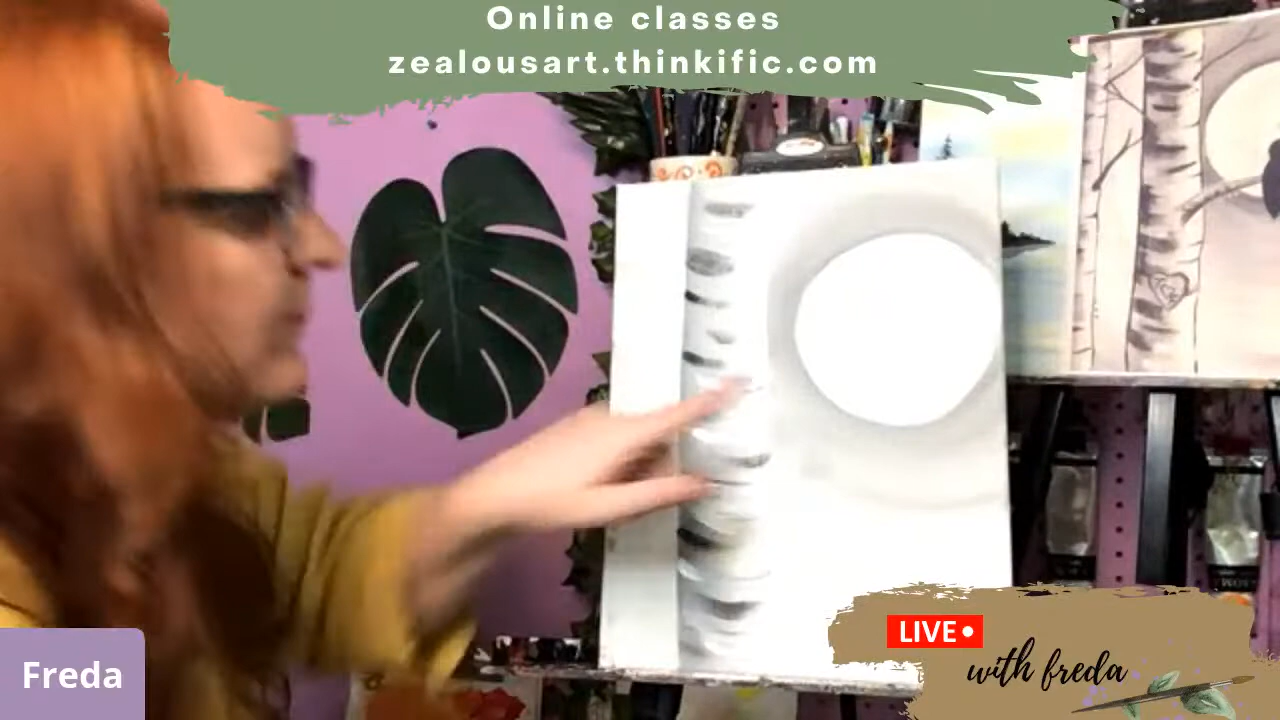 Online classes
zealousart.thinkific.com
LIVE
with freda
Freda